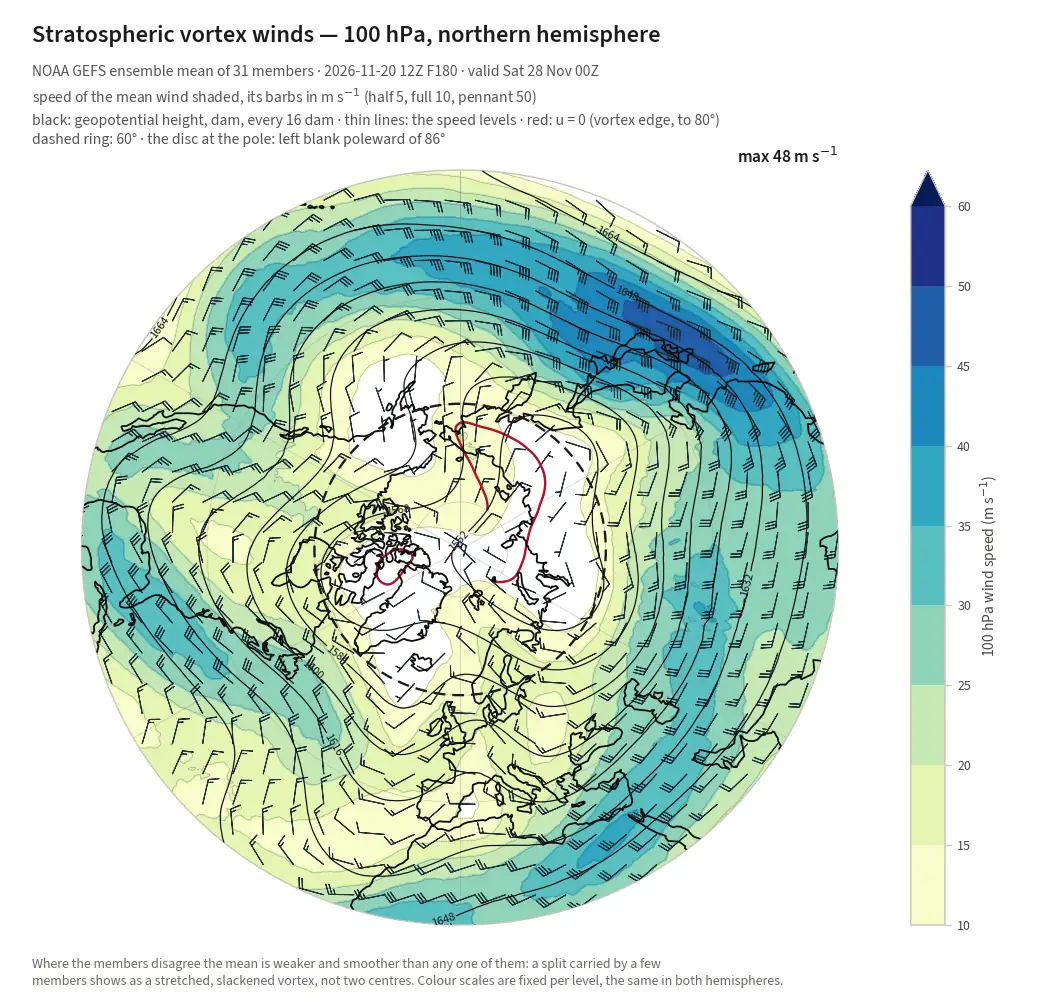 Stratospheric vortex winds — 100 hPa, northern hemisphere
NOAA GEFS ensemble mean of 31 members · 2026-11-20 12Z F180 · valid Sat 28 Nov 00Z
speed of the mean wind shaded, its barbs in m s⁻¹ (half 5, full 10, pennant 50)
black: geopotential height, dam, every 16 dam · thin lines: the speed levels · red: u = 0 (vortex edge, to 80°)
dashed ring: 60° · the disc at the pole: left blank poleward of 86°
max 48 m s⁻¹
1664
1664
1632
1600
1616
1648
60
50
45
40
35
30
25
20
15
10
100 hPa wind speed (m s⁻¹)
Where the members disagree the mean is weaker and smoother than any one of them: a split carried by a few
members shows as a stretched, slackened vortex, not two centres. Colour scales are fixed per level, the same in both hemispheres.